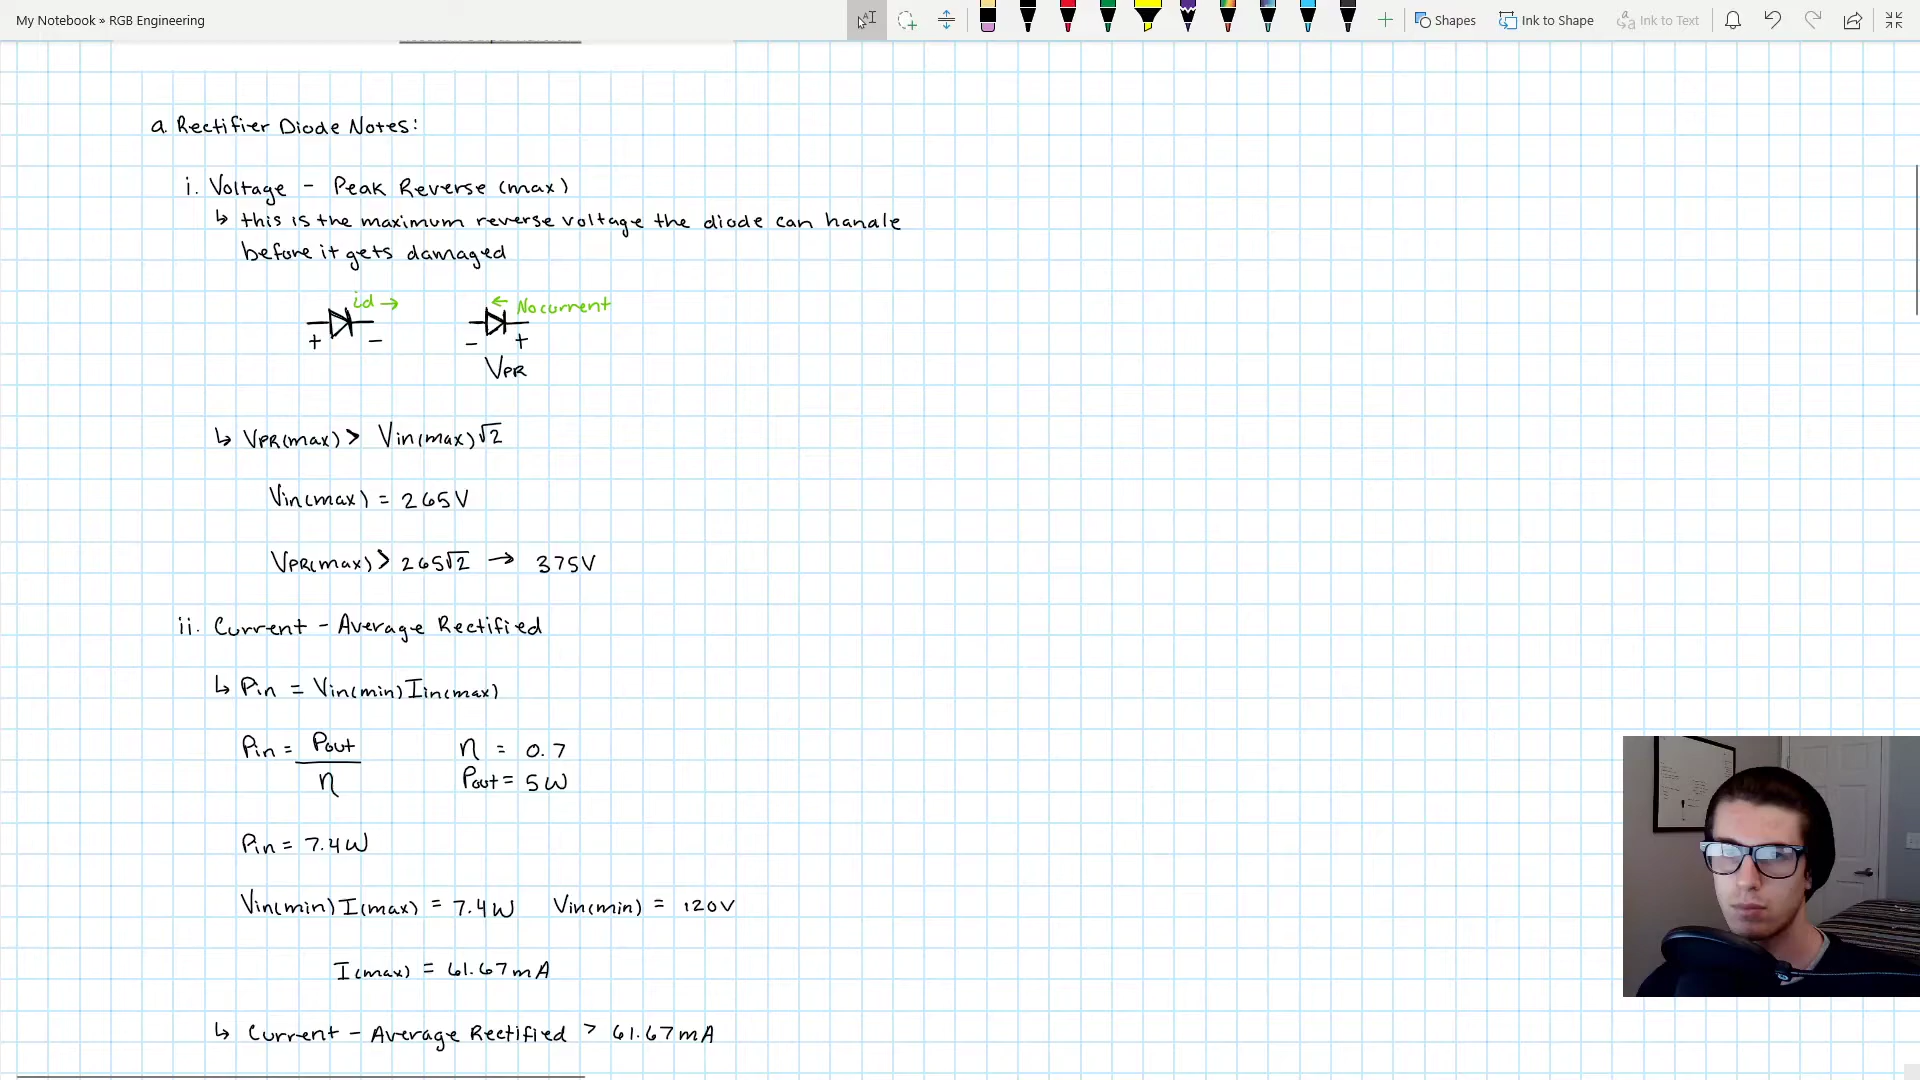 My Notebook » RGB Engineering
Shapes
Ink to Shape
Ink to Text
a. Rectifier Diode Notes:
i. Voltage - Peak Reverse (max)
↳ this is the maximum reverse voltage the diode can handle
before it gets damaged
id →
← No current
+ -
- +
VPR
↳ VPR(max) > Vin(max)√2
Vin(max) = 265V
VPR(max) > 265√2 → 375V
ii. Current - Average Rectified
↳ Pin = Vin(min) Iin(max)
Pin = Pout / η
η = 0.7
Pout = 5W
Pin = 7.4W
Vin(min) I(max) = 7.4W Vin(min) = 120V
I(max) = 61.67mA
↳ Current - Average Rectified > 61.67mA